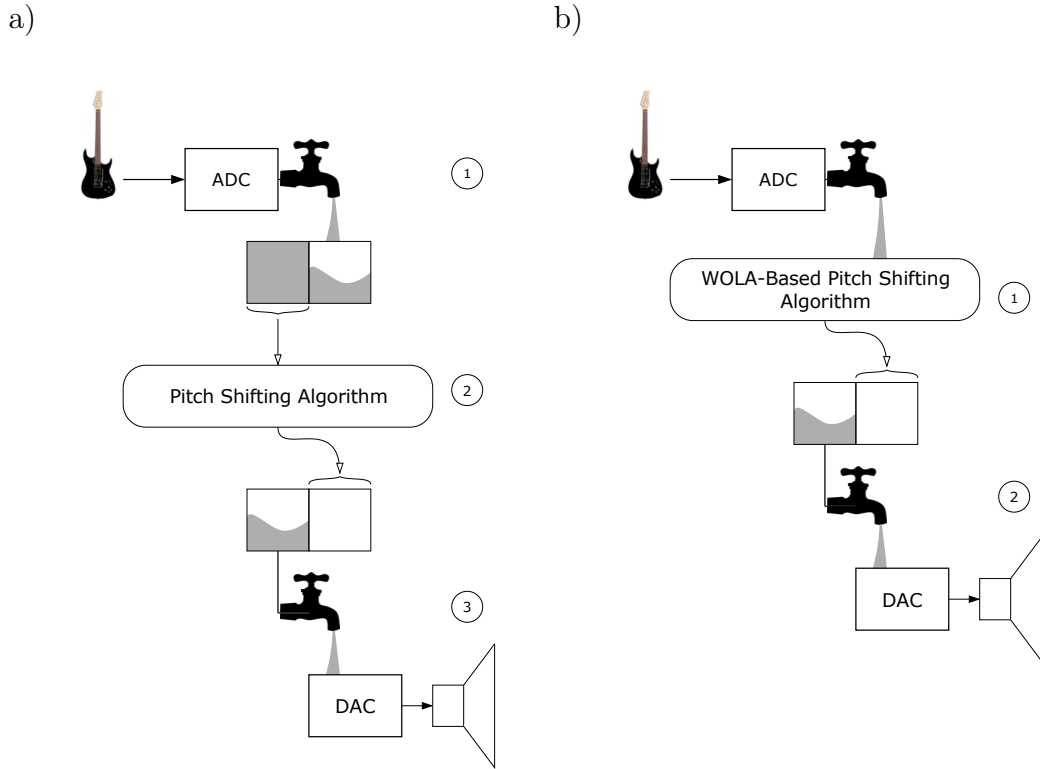 a)
ADC
1
Pitch Shifting Algorithm
2
3
DAC
b)
ADC
WOLA-Based Pitch Shifting
Algorithm
1
2
DAC